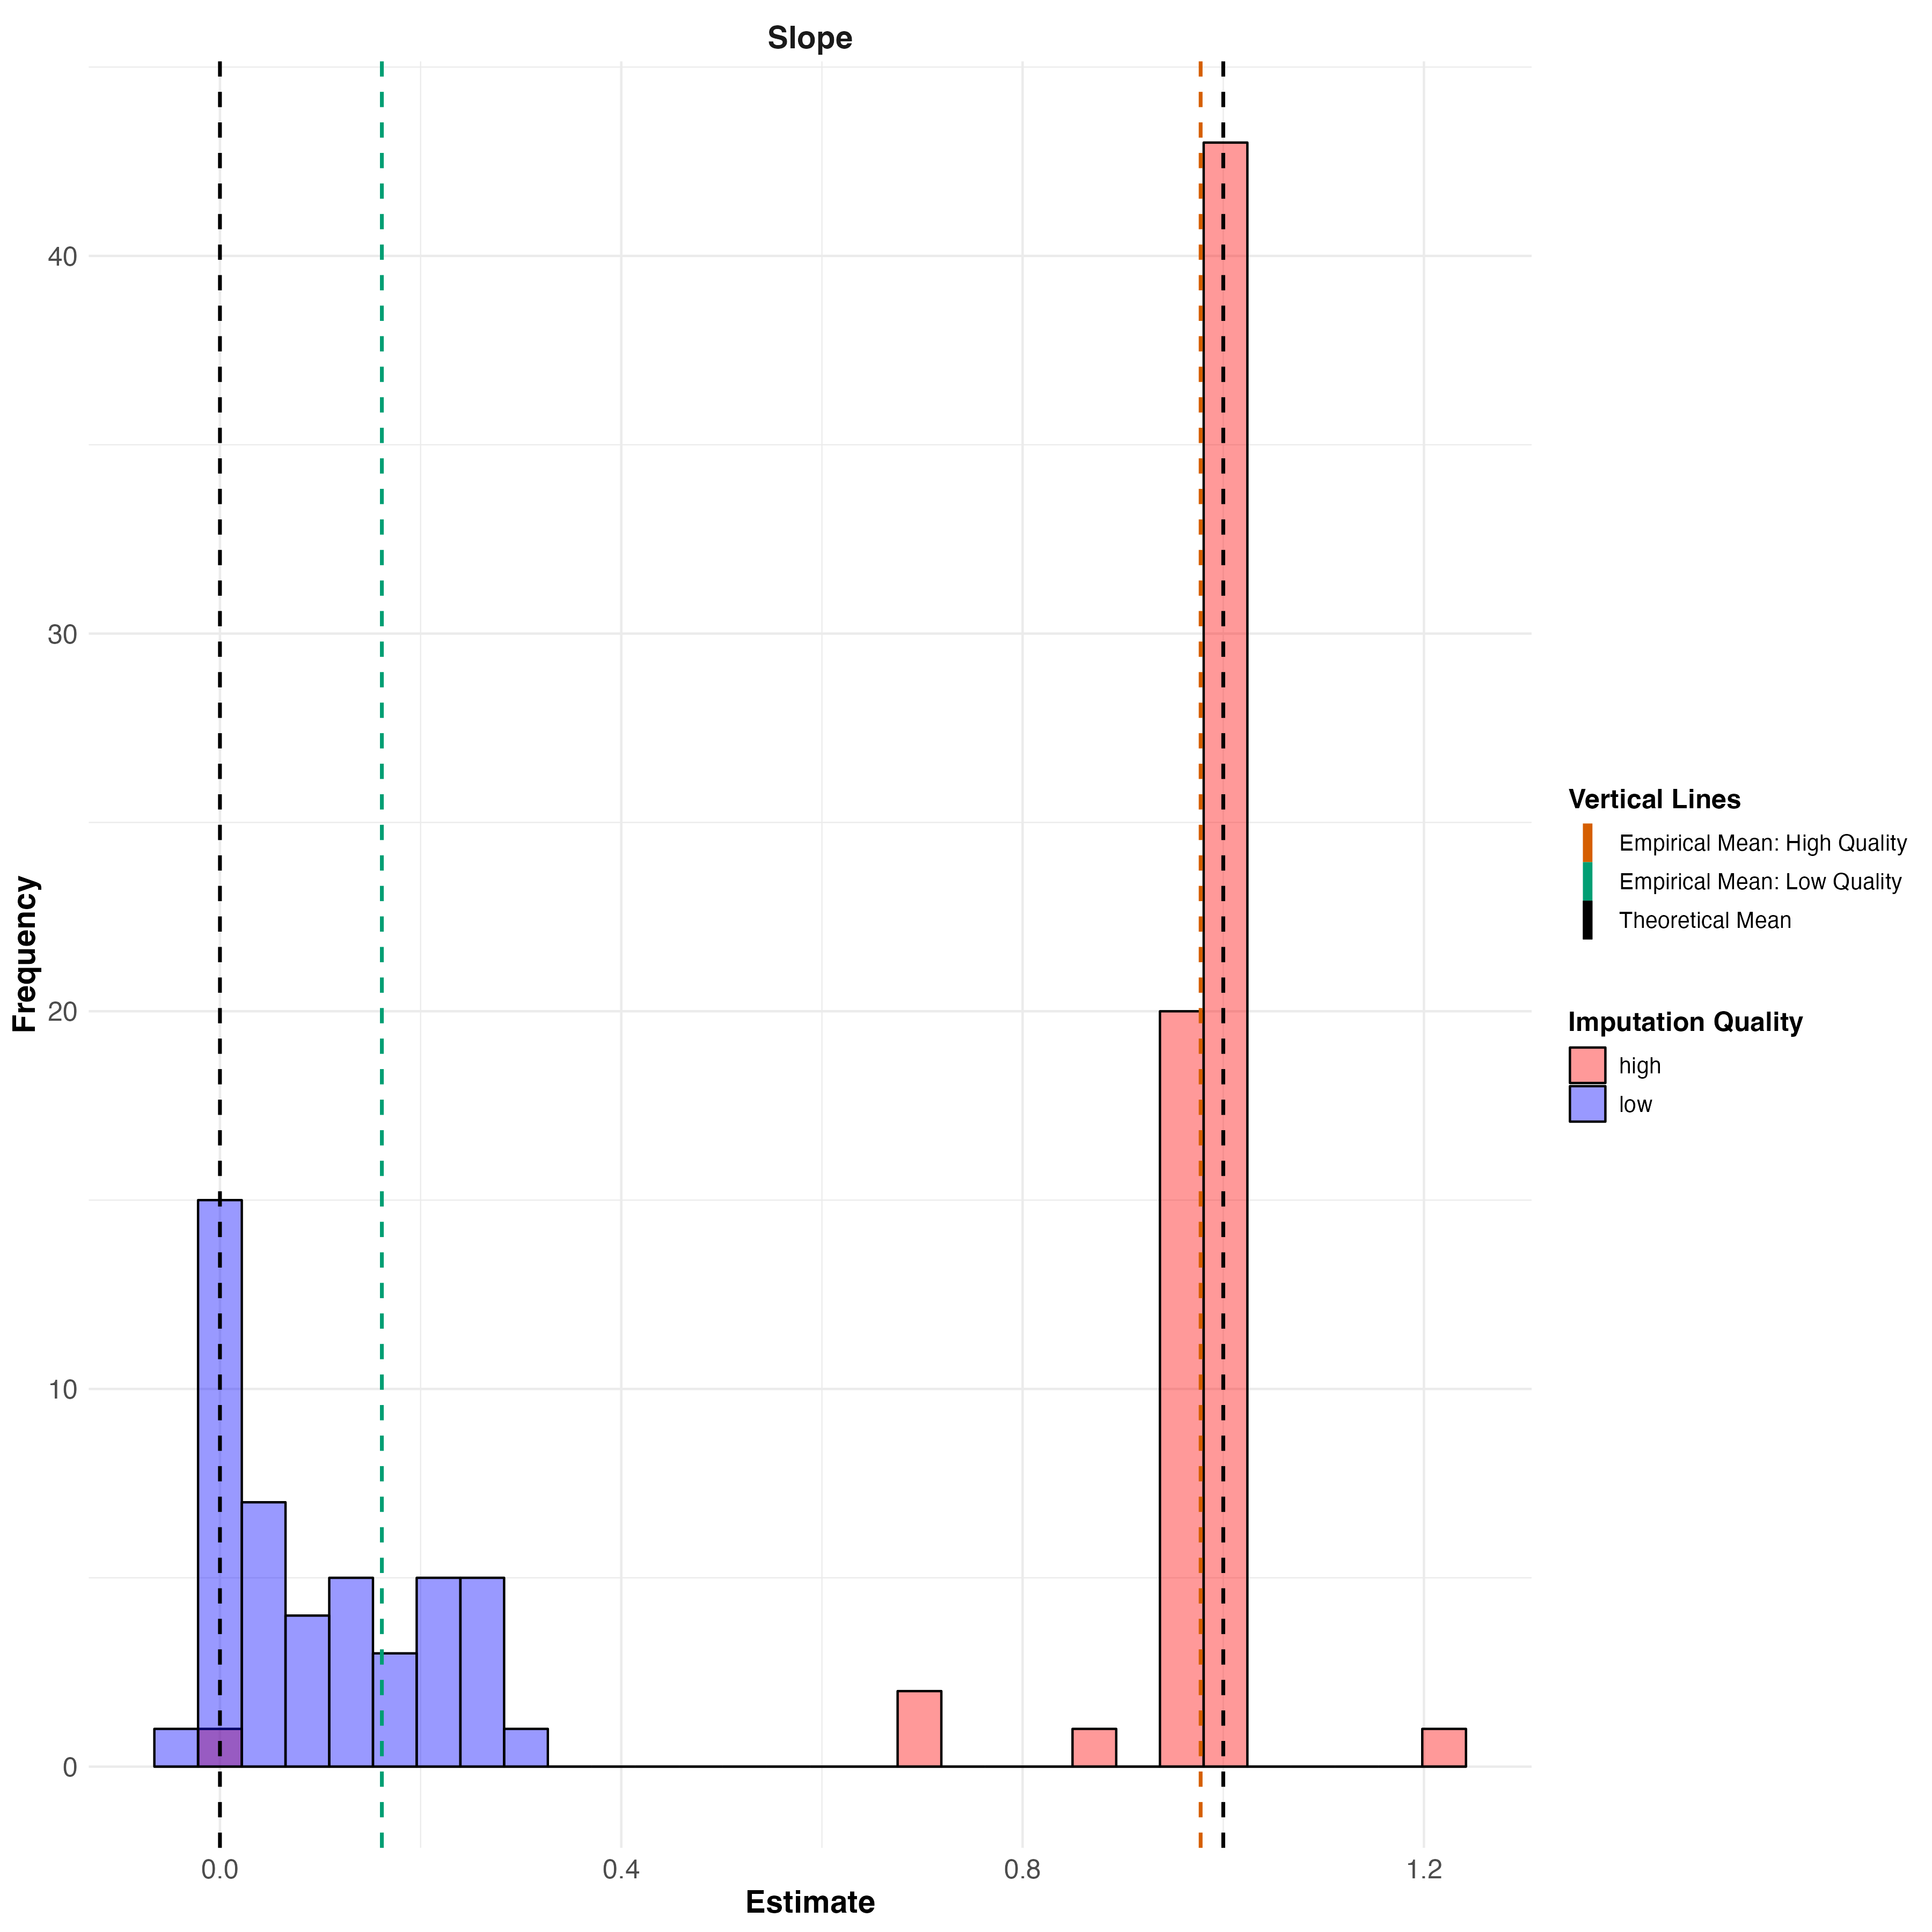 Slope
40
30
20
10
0
Frequency
0.0
0.4
0.8
1.2
Estimate
Vertical Lines
Empirical Mean: High Quality
Empirical Mean: Low Quality
Theoretical Mean
Imputation Quality
high
low